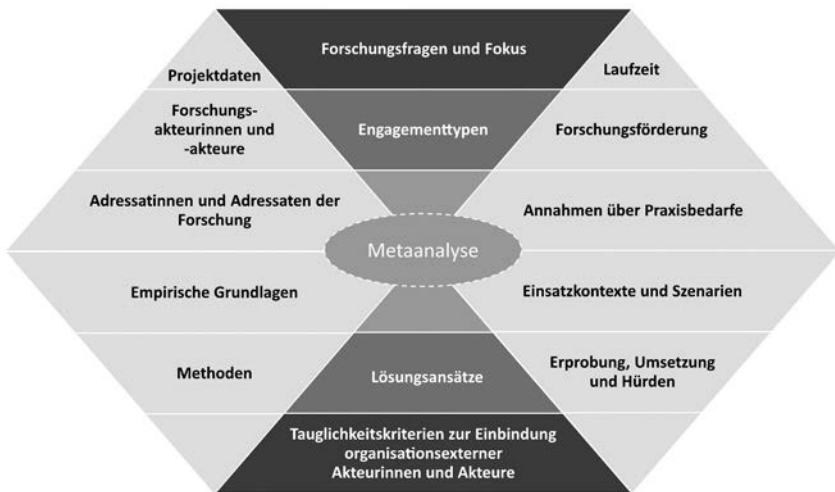 Forschungsfragen und Fokus
Projektdaten
Laufzeit
Forschungs-
akteurinnen und
-akteure
Engagementtypen
Forschungsförderung
Adressatinnen und Adressaten der
Forschung
Annahmen über Praxisbedarfe
Metaanalyse
Empirische Grundlagen
Einsatzkontexte und Szenarien
Methoden
Lösungsansätze
Erprobung, Umsetzung
und Hürden
Tauglichkeitskriterien zur Einbindung
organisationsexterner
Akteurinnen und Akteure